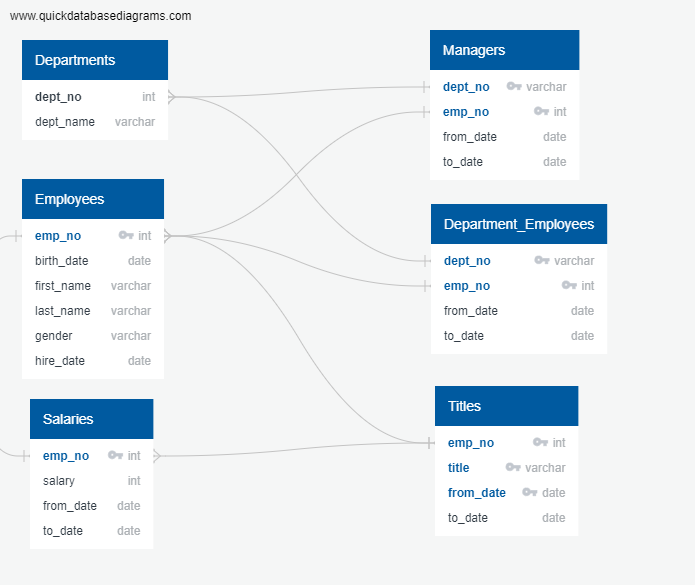 www.quickdatabasediagrams.com
Departments
dept_no int
dept_name varchar
Managers
dept_no varchar
emp_no int
from_date date
to_date date
Employees
emp_no int
birth_date date
first_name varchar
last_name varchar
gender varchar
hire_date date
Department_Employees
dept_no varchar
emp_no int
from_date date
to_date date
Salaries
emp_no int
salary int
from_date date
to_date date
Titles
emp_no int
title varchar
from_date date
to_date date